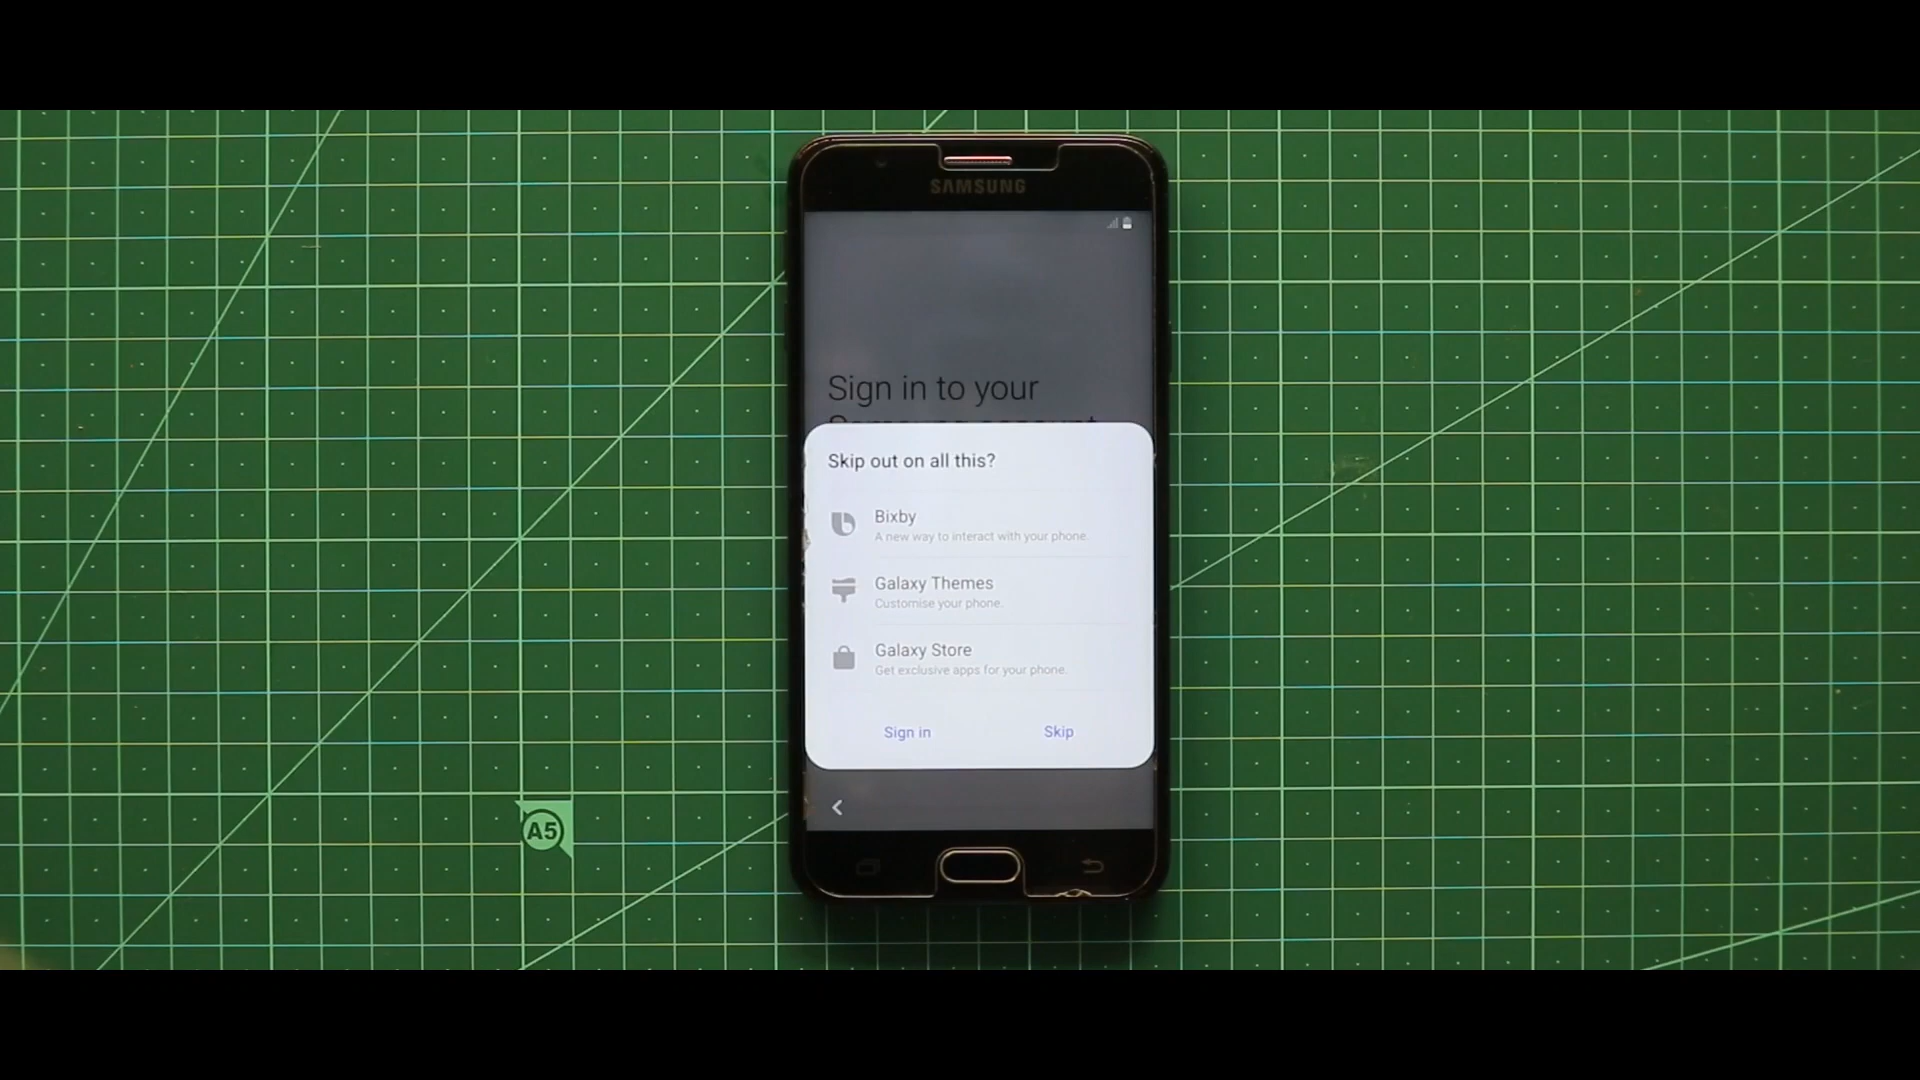 SAMSUNG
Sign in to your
Skip out on all this?
Bixby
A new way to interact with your phone.
Galaxy Themes
Customise your phone.
Galaxy Store
Get exclusive apps for your phone.
Sign in
Skip
A5